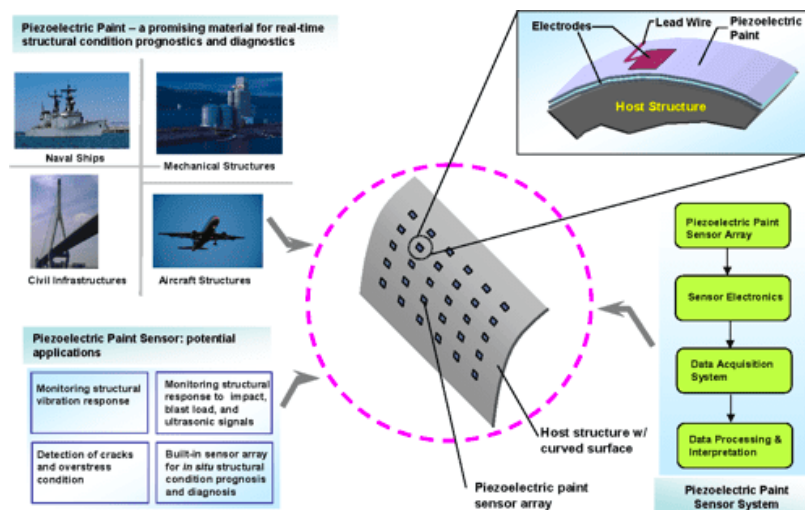 Piezoelectric Paint – a promising material for real-time
structural condition prognostics and diagnostics
Naval Ships
Mechanical Structures
Civil Infrastructures
Aircraft Structures
Electrodes
Lead Wire
Piezoelectric
Paint
Host Structure
Piezoelectric Paint
Sensor Array
Sensor Electronics
Data Acquisition
System
Data Processing &
Interpretation
Piezoelectric Paint
Sensor System
Piezoelectric Paint Sensor: potential
applications
Monitoring structural
vibration response
Monitoring structural
response to impact,
blast load, and
ultrasonic signals
Detection of cracks
and overstress
condition
Built-in sensor array
for in situ structural
condition prognosis
and diagnosis
Host structure w/
curved surface
Piezoelectric paint
sensor array